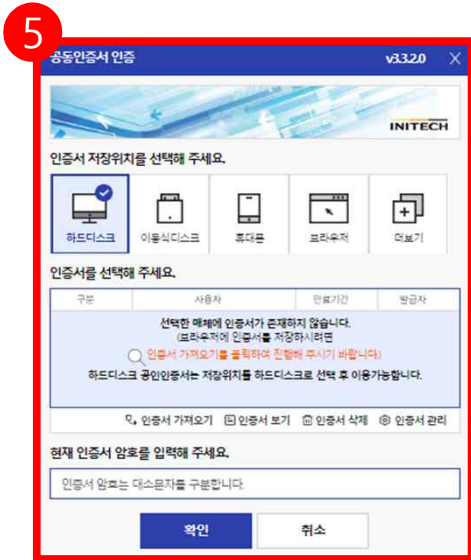 5
공동인증서 인증 v3.3.2.0
INITECH
인증서 저장위치를 선택해 주세요.
하드디스크 이동식디스크 휴대폰 브라우저 더보기
인증서를 선택해 주세요.
구분 사용자 만료기간 발급자
선택한 매체에 인증서가 존재하지 않습니다.
(브라우저에 인증서를 저장하시려면
인증서 가져오기를 클릭하여 진행해 주시기 바랍니다)
하드디스크 공인인증서는 저장위치를 하드디스크로 선택 후 이용가능합니다.
인증서 가져오기 인증서 보기 인증서 삭제 인증서 관리
현재 인증서 암호를 입력해 주세요.
인증서 암호는 대소문자를 구분합니다.
확인 취소